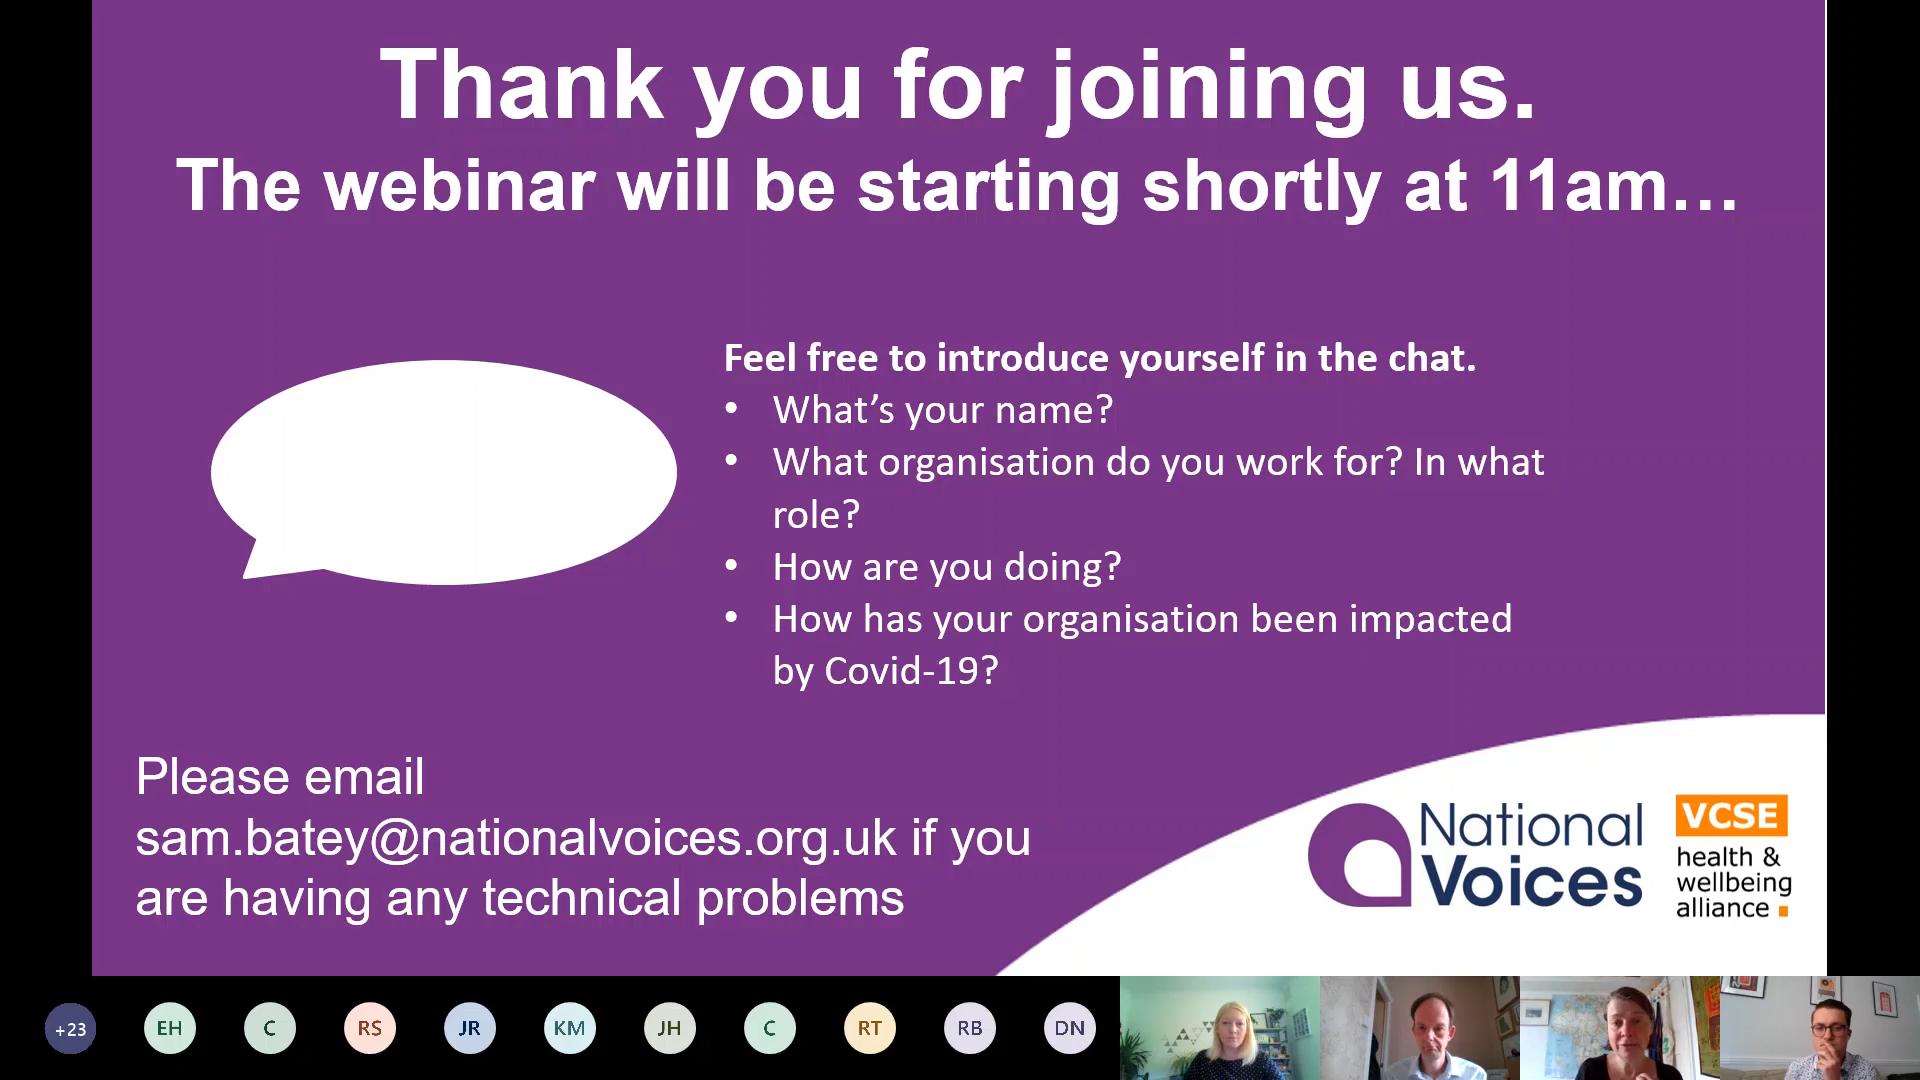 Thank you for joining us.
The webinar will be starting shortly at 11am…
Feel free to introduce yourself in the chat.
• What’s your name?
• What organisation do you work for? In what
role?
• How are you doing?
• How has your organisation been impacted
by Covid-19?
Please email
sam.batey@nationalvoices.org.uk if you
are having any technical problems
National
Voices
VCSE
health &
wellbeing
alliance
+23 EH C RS JR KM JH C RT RB DN